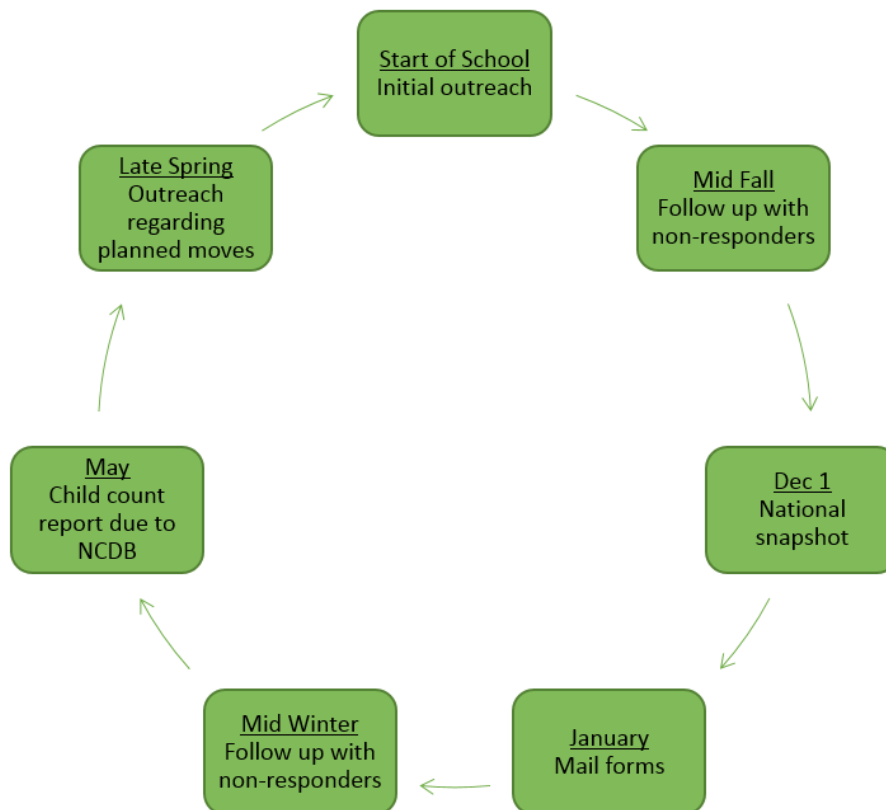 Start of School
Initial outreach
Mid Fall
Follow up with
non-responders
Dec 1
National
snapshot
January
Mail forms
Mid Winter
Follow up with
non-responders
May
Child count
report due to
NCDB
Late Spring
Outreach
regarding
planned moves